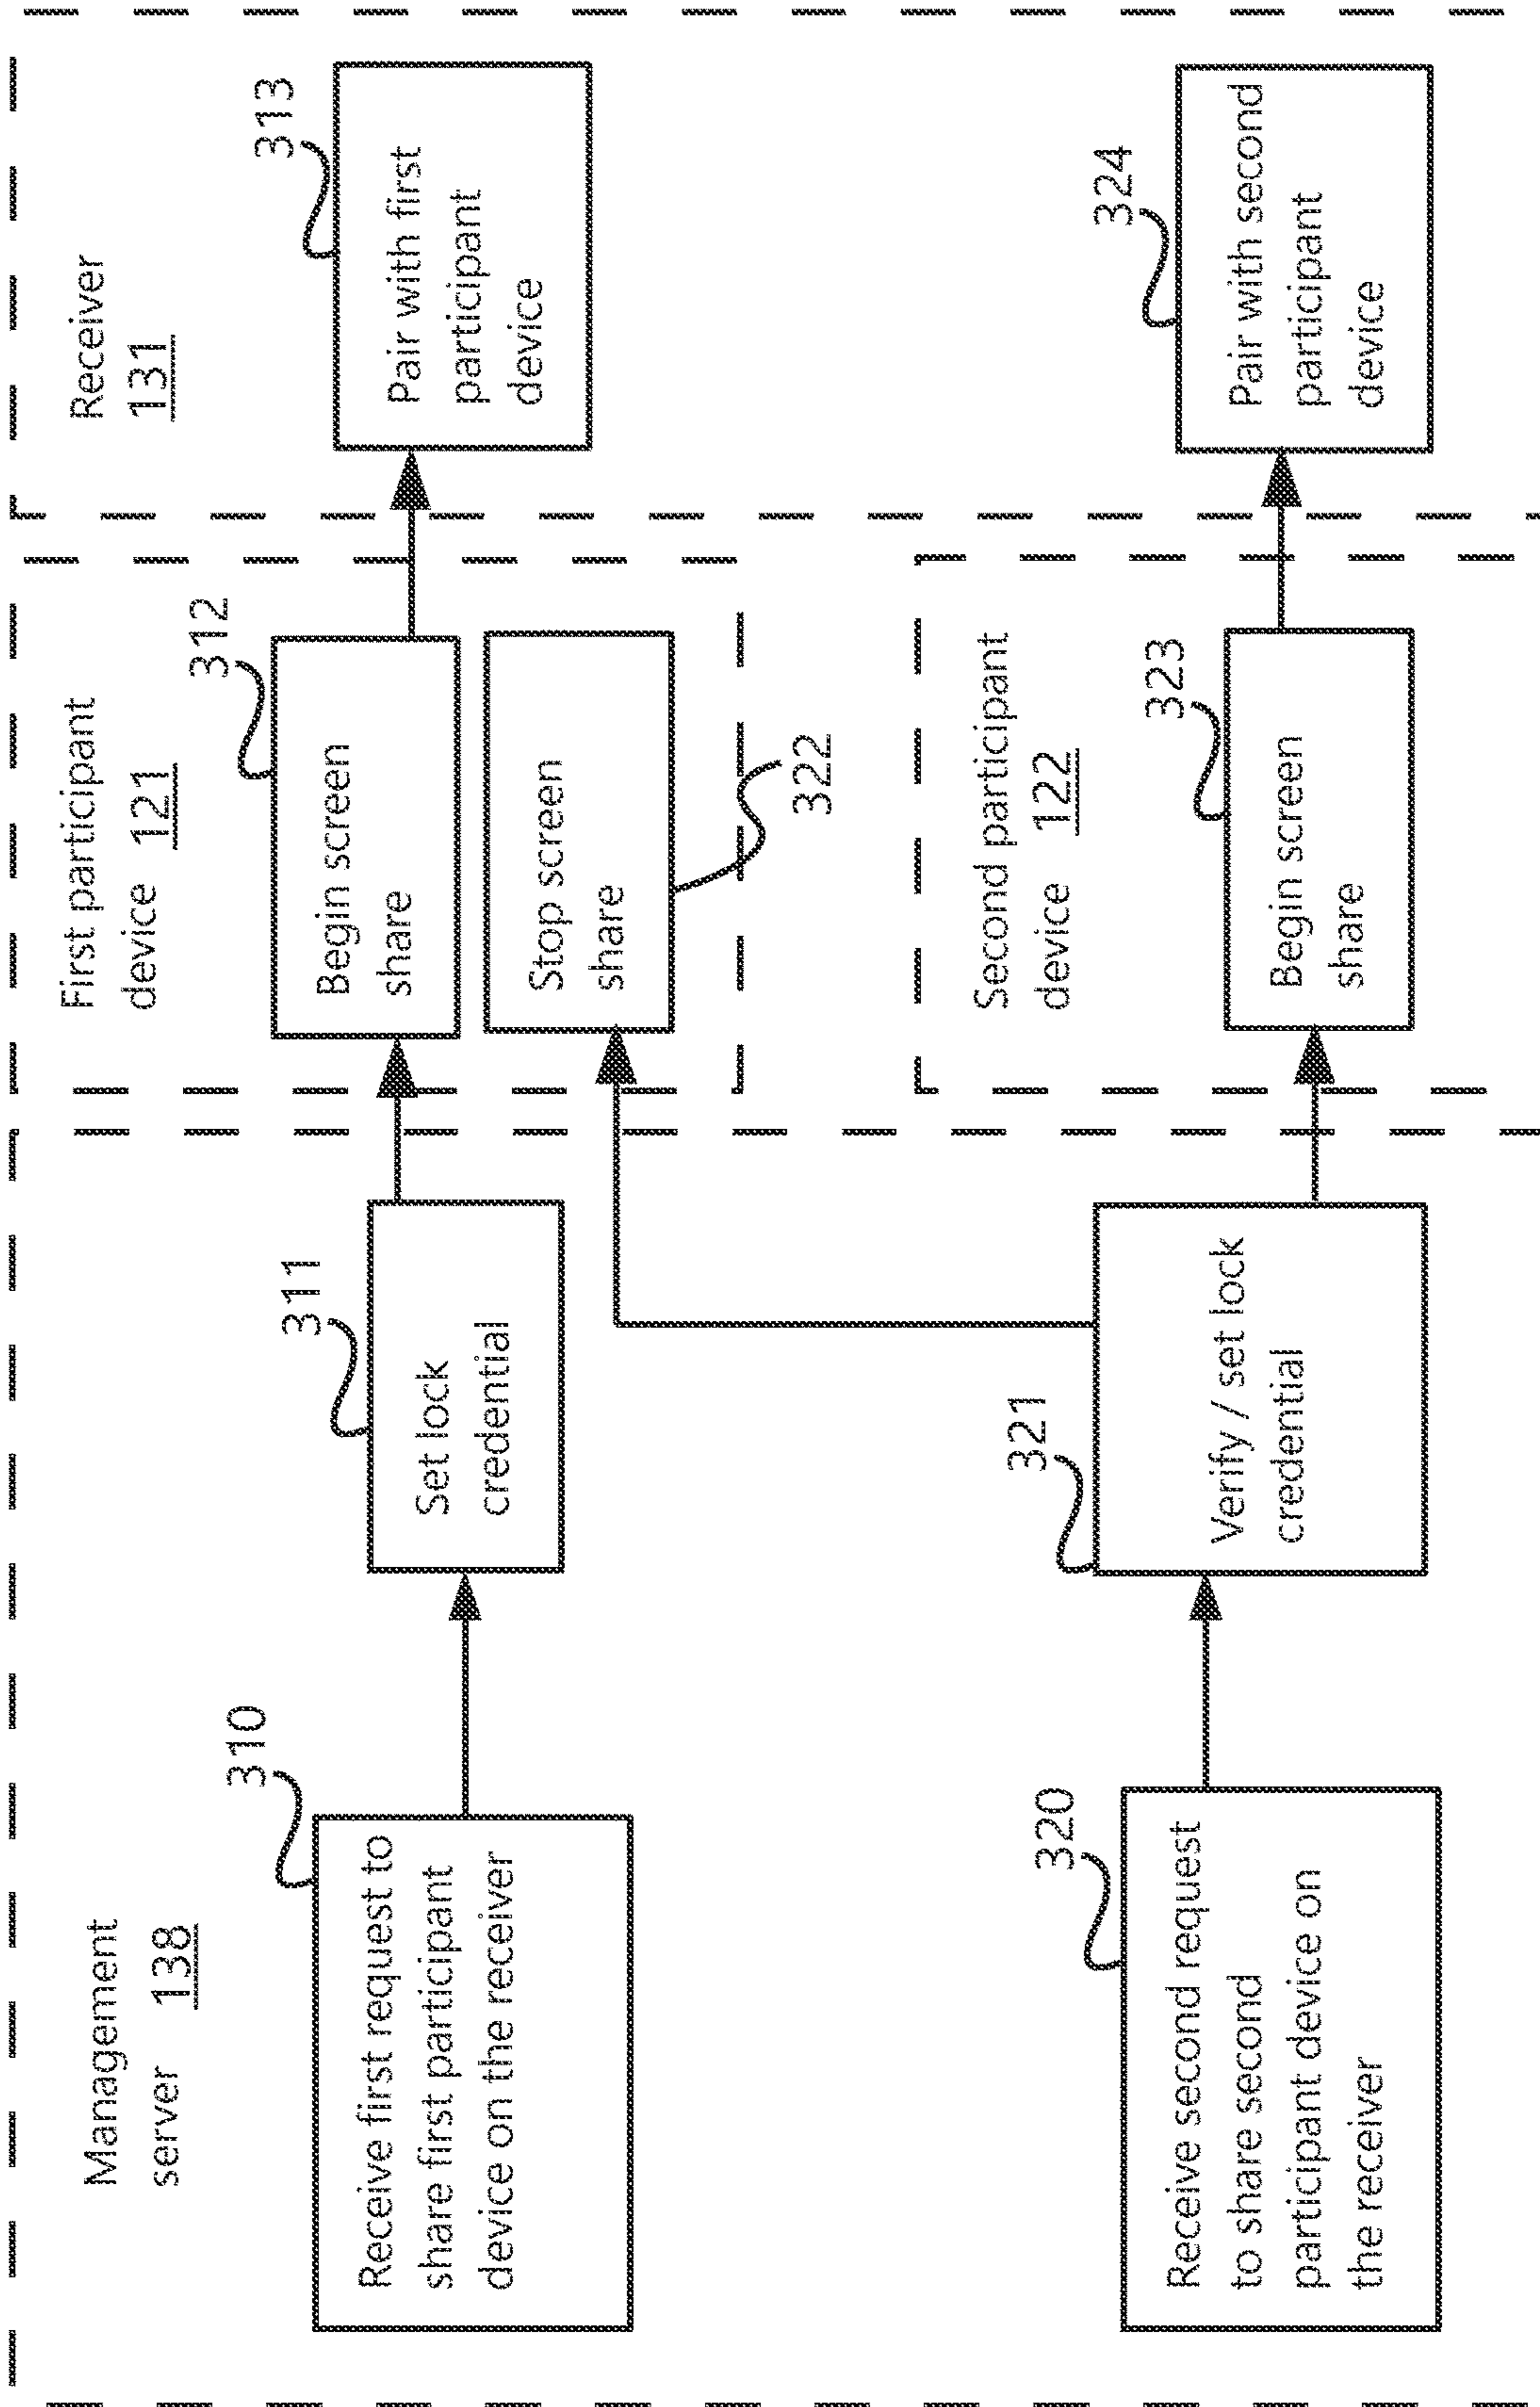 Management
server 138
310
Receive first request to
share first participant
device on the receiver
311
Set lock
credential
320
Receive second request
to share second
participant device on
the receiver
321
Verify / set lock
credential
First participant
device 121
312
Begin screen
share
Stop screen
share
322
Second participant
device 122
323
Begin screen
share
Receiver
131
313
Pair with first
participant
device
324
Pair with second
participant
device